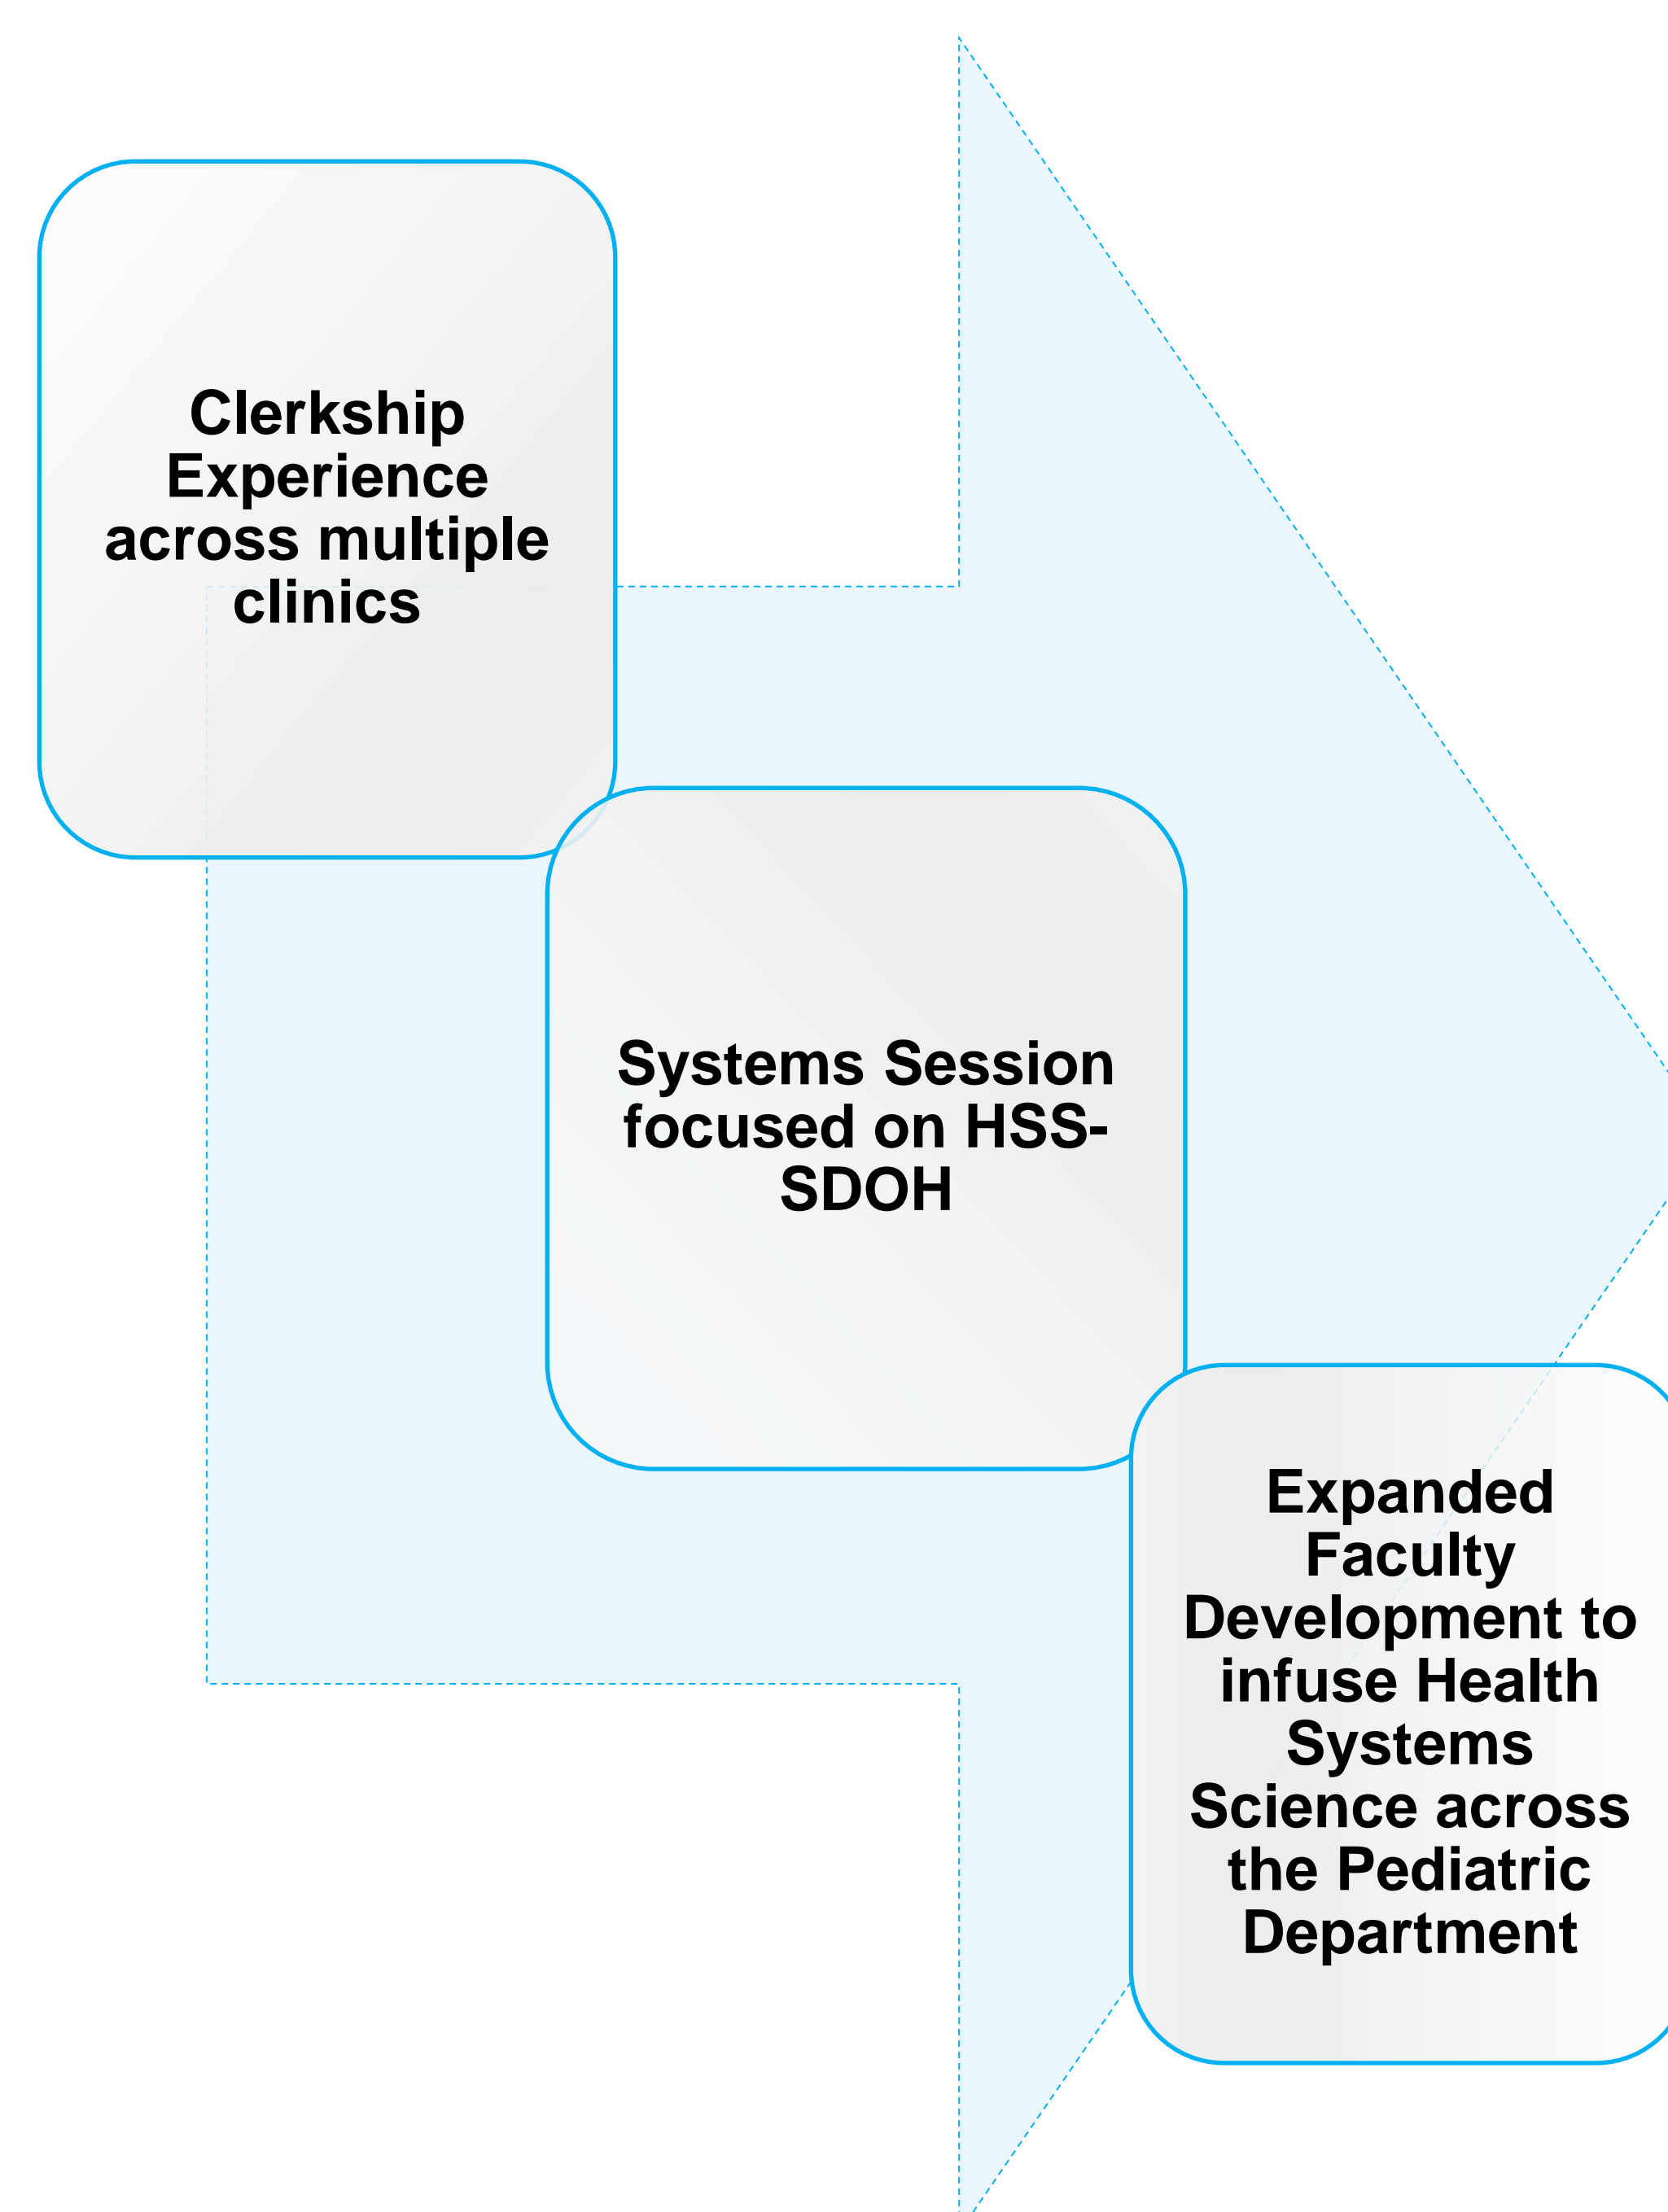 Clerkship
Experience
across multiple
clinics
Systems Session
focused on HSS-
SDOH
Expanded
Faculty
Development to
infuse Health
Systems
Science across
the Pediatric
Department